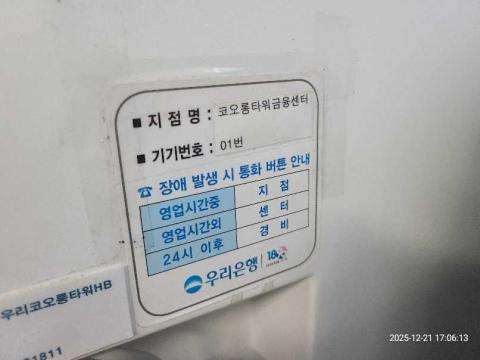 ■ 지 점 명 : 코오롱타워금융센터
■ 기기번호 : 01번
☎ 장애 발생 시 통화 버튼 안내
영업시간중 지 점
영업시간외 센 터
24시 이후 경 비
우리은행
우리코오롱타워HB
01811
2025-12-21 17:06:13